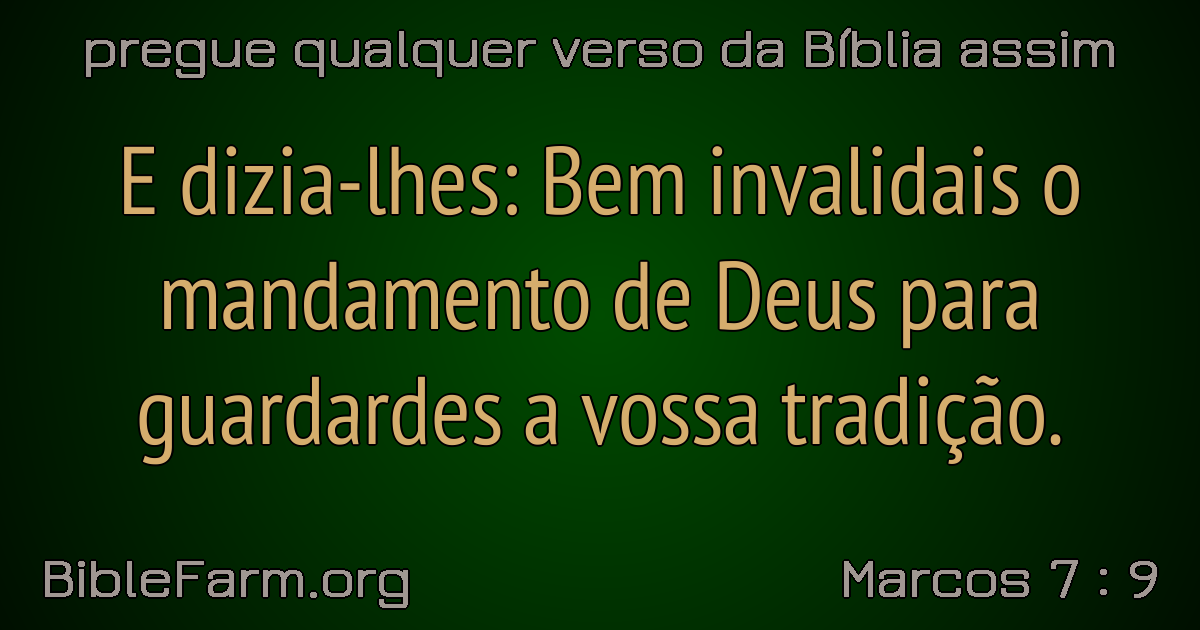 pregue qualquer verso da Bíblia assim
E dizia-lhes: Bem invalidais o
mandamento de Deus para
guardardes a vossa tradição.
BibleFarm.org
Marcos 7 : 9